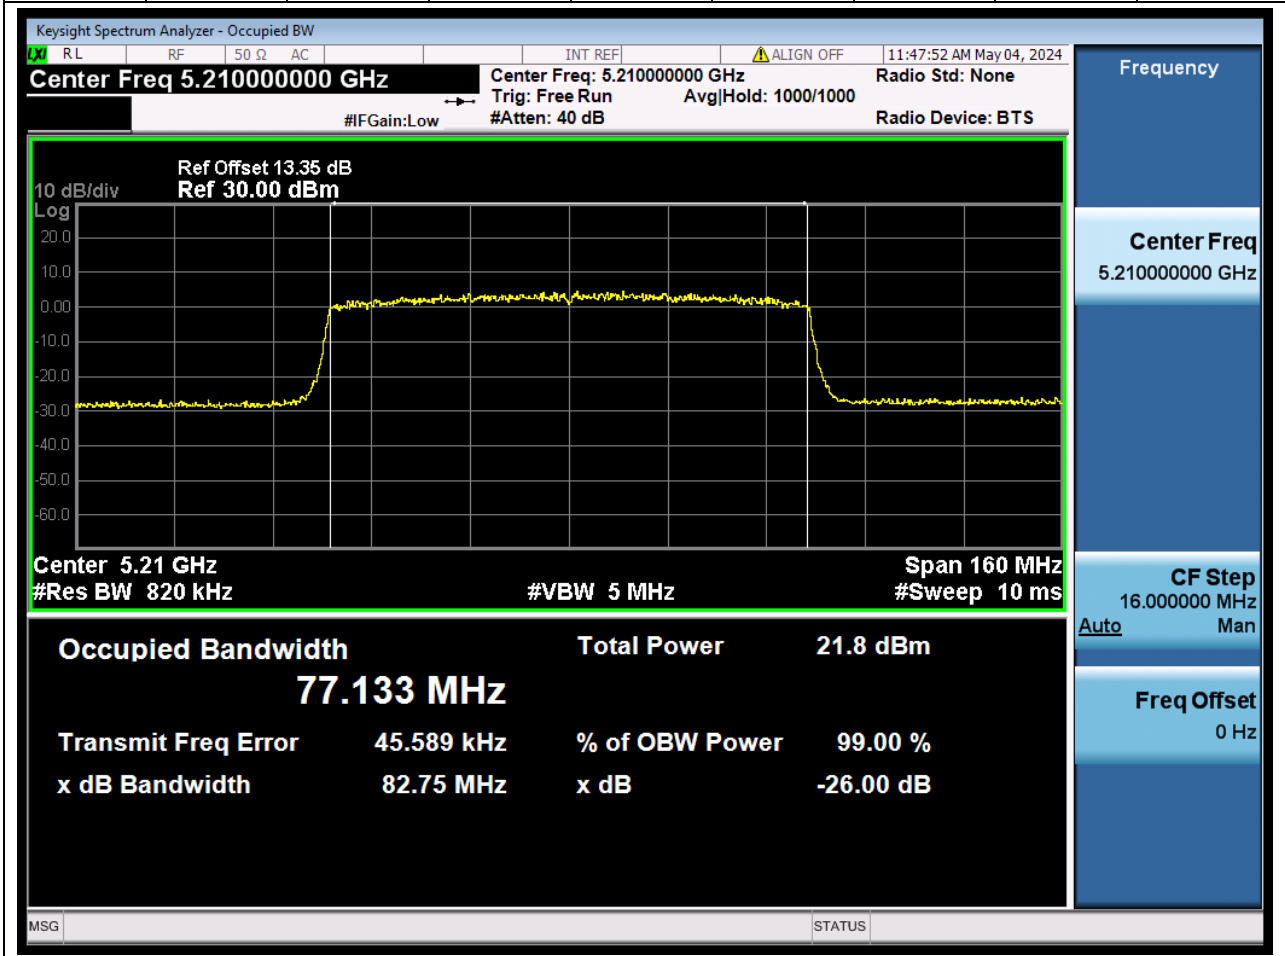 Keysight Spectrum Analyzer - Occupied BW
LXI RL RF 50 Ω AC INT REF ALIGN OFF 11:47:52 AM May 04, 2024
Center Freq 5.210000000 GHz
Center Freq: 5.210000000 GHz
Radio Std: None
Trig: Free Run Avg|Hold: 1000/1000
#IFGain:Low
#Atten: 40 dB
Radio Device: BTS
Ref Offset 13.35 dB
10 dB/div Ref 30.00 dBm
Log
20.0
10.0
0.00
-10.0
-20.0
-30.0
-40.0
-50.0
-60.0
Center 5.21 GHz Span 160 MHz
#Res BW 820 kHz #VBW 5 MHz #Sweep 10 ms
Occupied Bandwidth Total Power 21.8 dBm
77.133 MHz
Transmit Freq Error 45.589 kHz % of OBW Power 99.00 %
x dB Bandwidth 82.75 MHz x dB -26.00 dB
MSG STATUS
Frequency
Center Freq
5.210000000 GHz
CF Step
16.000000 MHz
Auto Man
Freq Offset
0 Hz